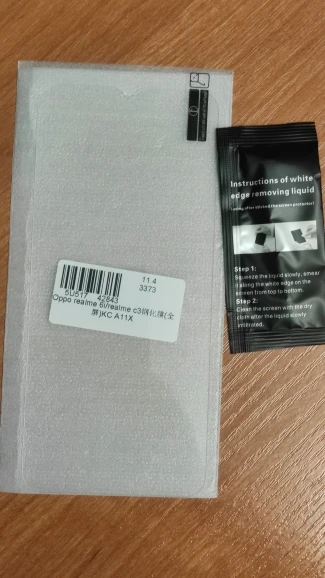 11.4
3373
5U517 42843
Oppo realme 6i/realme c3钢化膜(全
屏)KC A11X
Instructions of white
edge removing liquid
Step 1:
Squeeze the liquid slowly, smear
it along the white edge on the
screen from top to bottom.
Step 2:
Clean the screen with the dry
cloth after the liquid slowly
infiltrated.